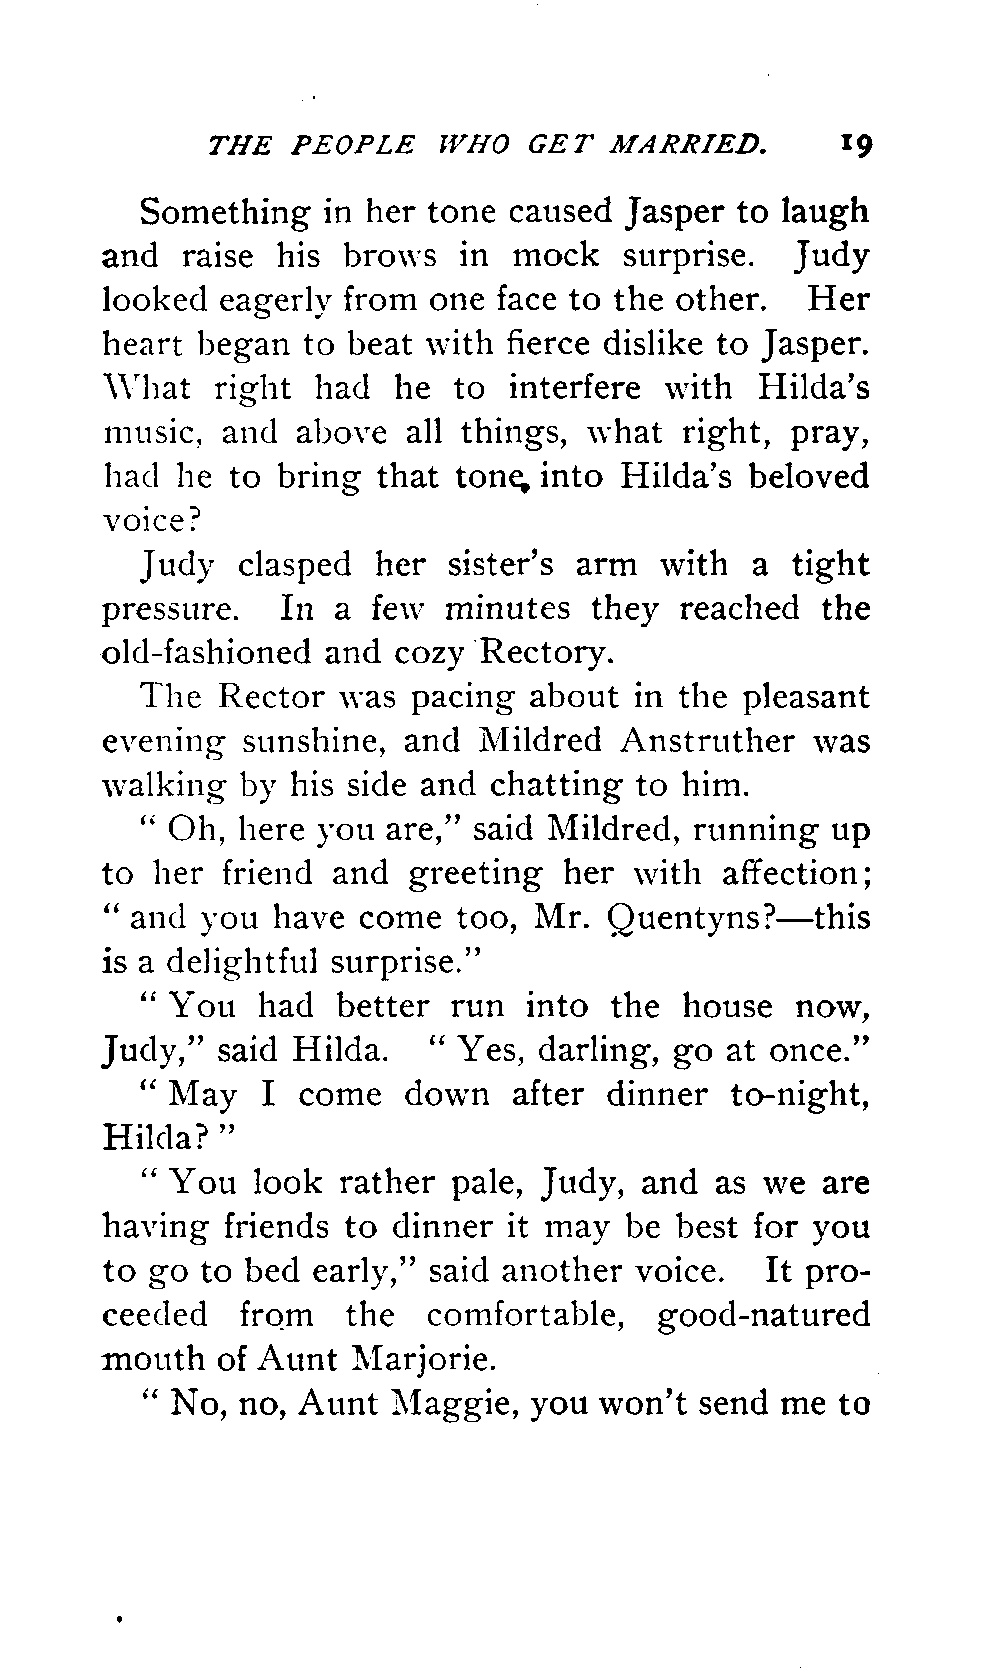 THE PEOPLE WHO GET MARRIED. 19
Something in her tone caused Jasper to laugh
and raise his brows in mock surprise. Judy
looked eagerly from one face to the other. Her
heart began to beat with fierce dislike to Jasper.
What right had he to interfere with Hilda's
music, and above all things, what right, pray,
had he to bring that tone into Hilda's beloved
voice?
Judy clasped her sister's arm with a tight
pressure. In a few minutes they reached the
old-fashioned and cozy Rectory.
The Rector was pacing about in the pleasant
evening sunshine, and Mildred Anstruther was
walking by his side and chatting to him.
" Oh, here you are," said Mildred, running up
to her friend and greeting her with affection;
" and you have come too, Mr. Quentyns?—this
is a delightful surprise."
" You had better run into the house now,
Judy," said Hilda. " Yes, darling, go at once."
" May I come down after dinner to-night,
Hilda? "
" You look rather pale, Judy, and as we are
having friends to dinner it may be best for you
to go to bed early," said another voice. It pro-
ceeded from the comfortable, good-natured
mouth of Aunt Marjorie.
" No, no, Aunt Maggie, you won't send me to